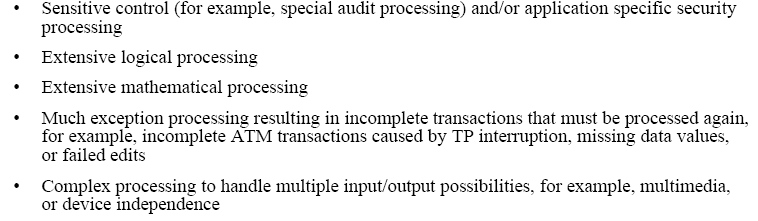 • Sensitive control (for example, special audit processing) and/or application specific security
processing
• Extensive logical processing
• Extensive mathematical processing
• Much exception processing resulting in incomplete transactions that must be processed again,
for example, incomplete ATM transactions caused by TP interruption, missing data values,
or failed edits
• Complex processing to handle multiple input/output possibilities, for example, multimedia,
or device independence